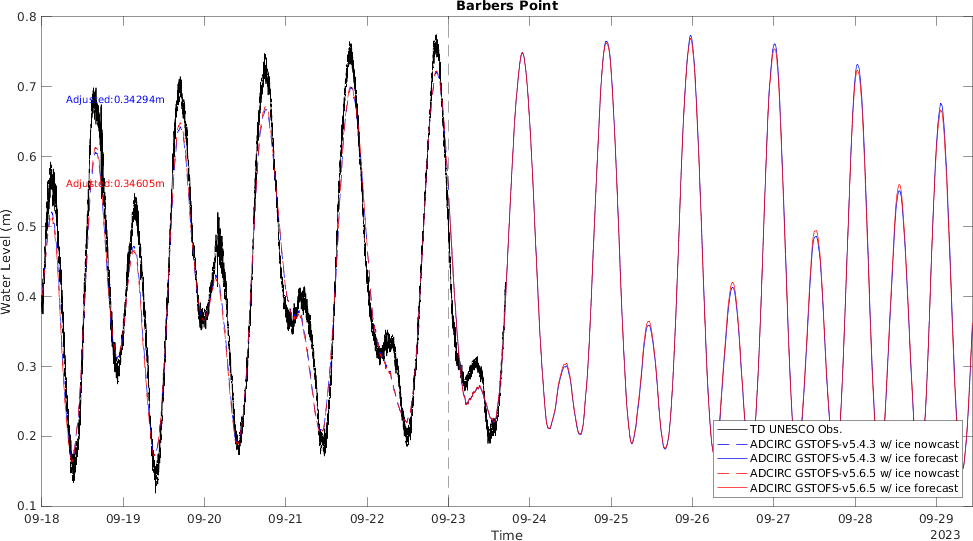 Barbers Point
0.8
0.7
0.6
0.5
0.4
0.3
0.2
0.1
Water Level (m)
Adjusted:0.34294m
Adjusted:0.34605m
TD UNESCO Obs.
ADCIRC GSTOFS-v5.4.3 w/ ice nowcast
ADCIRC GSTOFS-v5.4.3 w/ ice forecast
ADCIRC GSTOFS-v5.6.5 w/ ice nowcast
ADCIRC GSTOFS-v5.6.5 w/ ice forecast
09-18 09-19 09-20 09-21 09-22 09-23 09-24 09-25 09-26 09-27 09-28 09-29
2023
Time